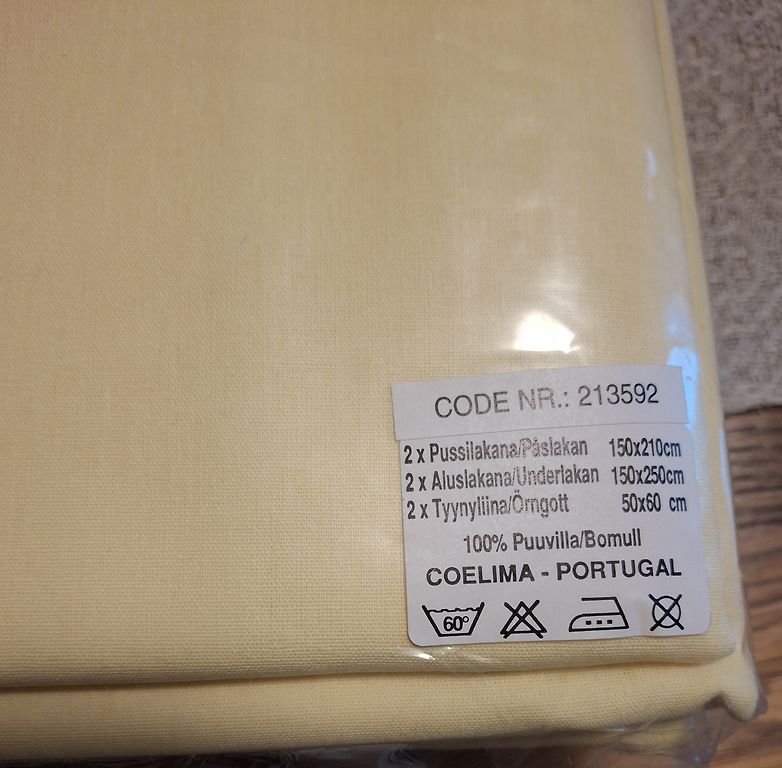 CODE NR.: 213592
2 x Pussilakana/Påslakan 150x210cm
2 x Aluslakana/Underlakan 150x250cm
2 x Tyynyliina/Örngott 50x60 cm
100% Puuvilla/Bomull
COELIMA - PORTUGAL
60°